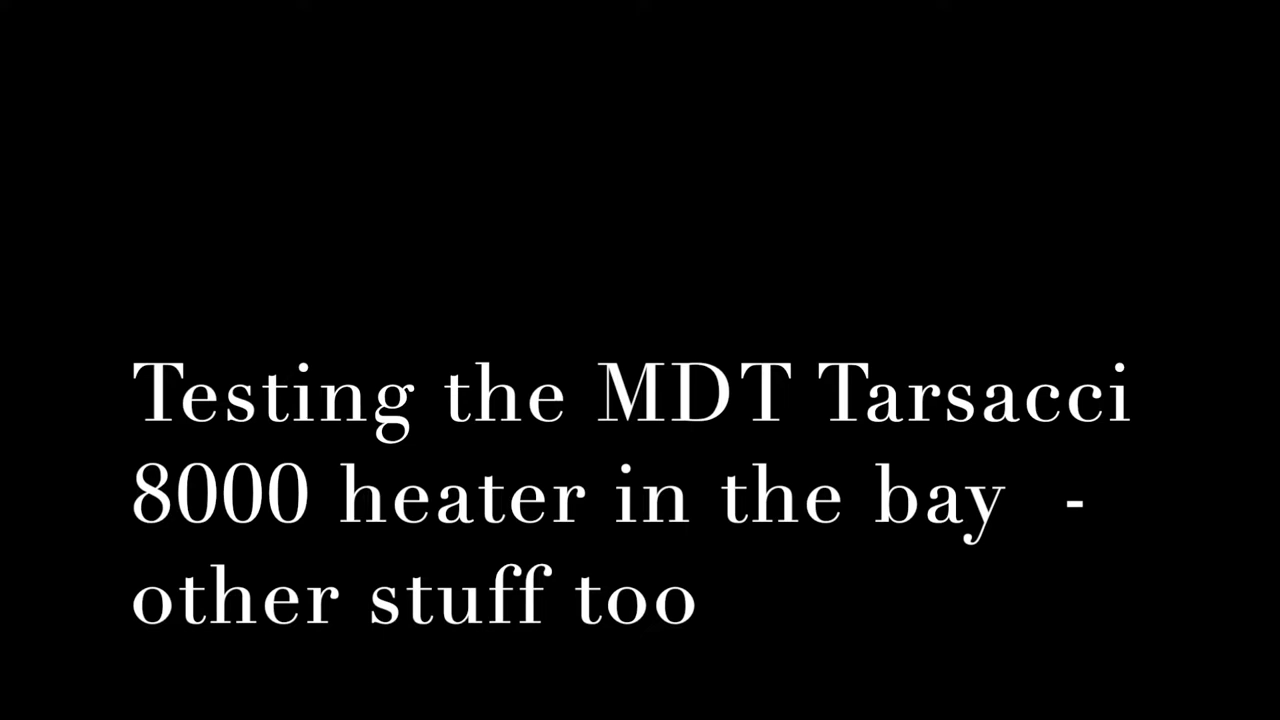 Testing the MDT Tarsacci
8000 heater in the bay -
other stuff too